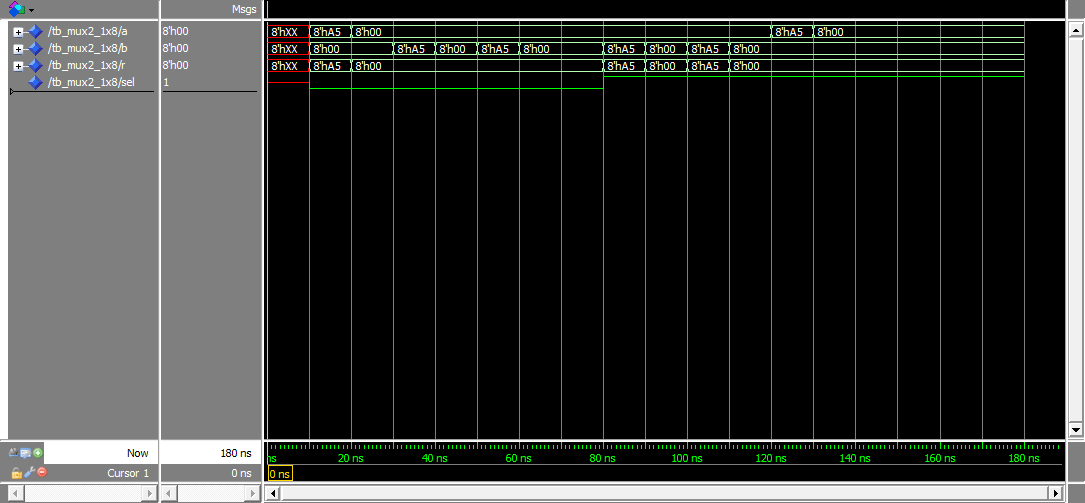 Msgs
/tb_mux2_1x8/a 8'h00 8'hXX 8'hA5 8'h00 8'hA5 8'h00
/tb_mux2_1x8/b 8'h00 8'hXX 8'h00 8'hA5 8'h00 8'hA5 8'h00 8'hA5 8'h00 8'hA5 8'h00
/tb_mux2_1x8/r 8'h00 8'hXX 8'hA5 8'h00 8'hA5 8'h00 8'hA5 8'h00
/tb_mux2_1x8/sel 1
Now 180 ns ns 20 ns 40 ns 60 ns 80 ns 100 ns 120 ns 140 ns 160 ns 180 ns
Cursor 1 0 ns 0 ns